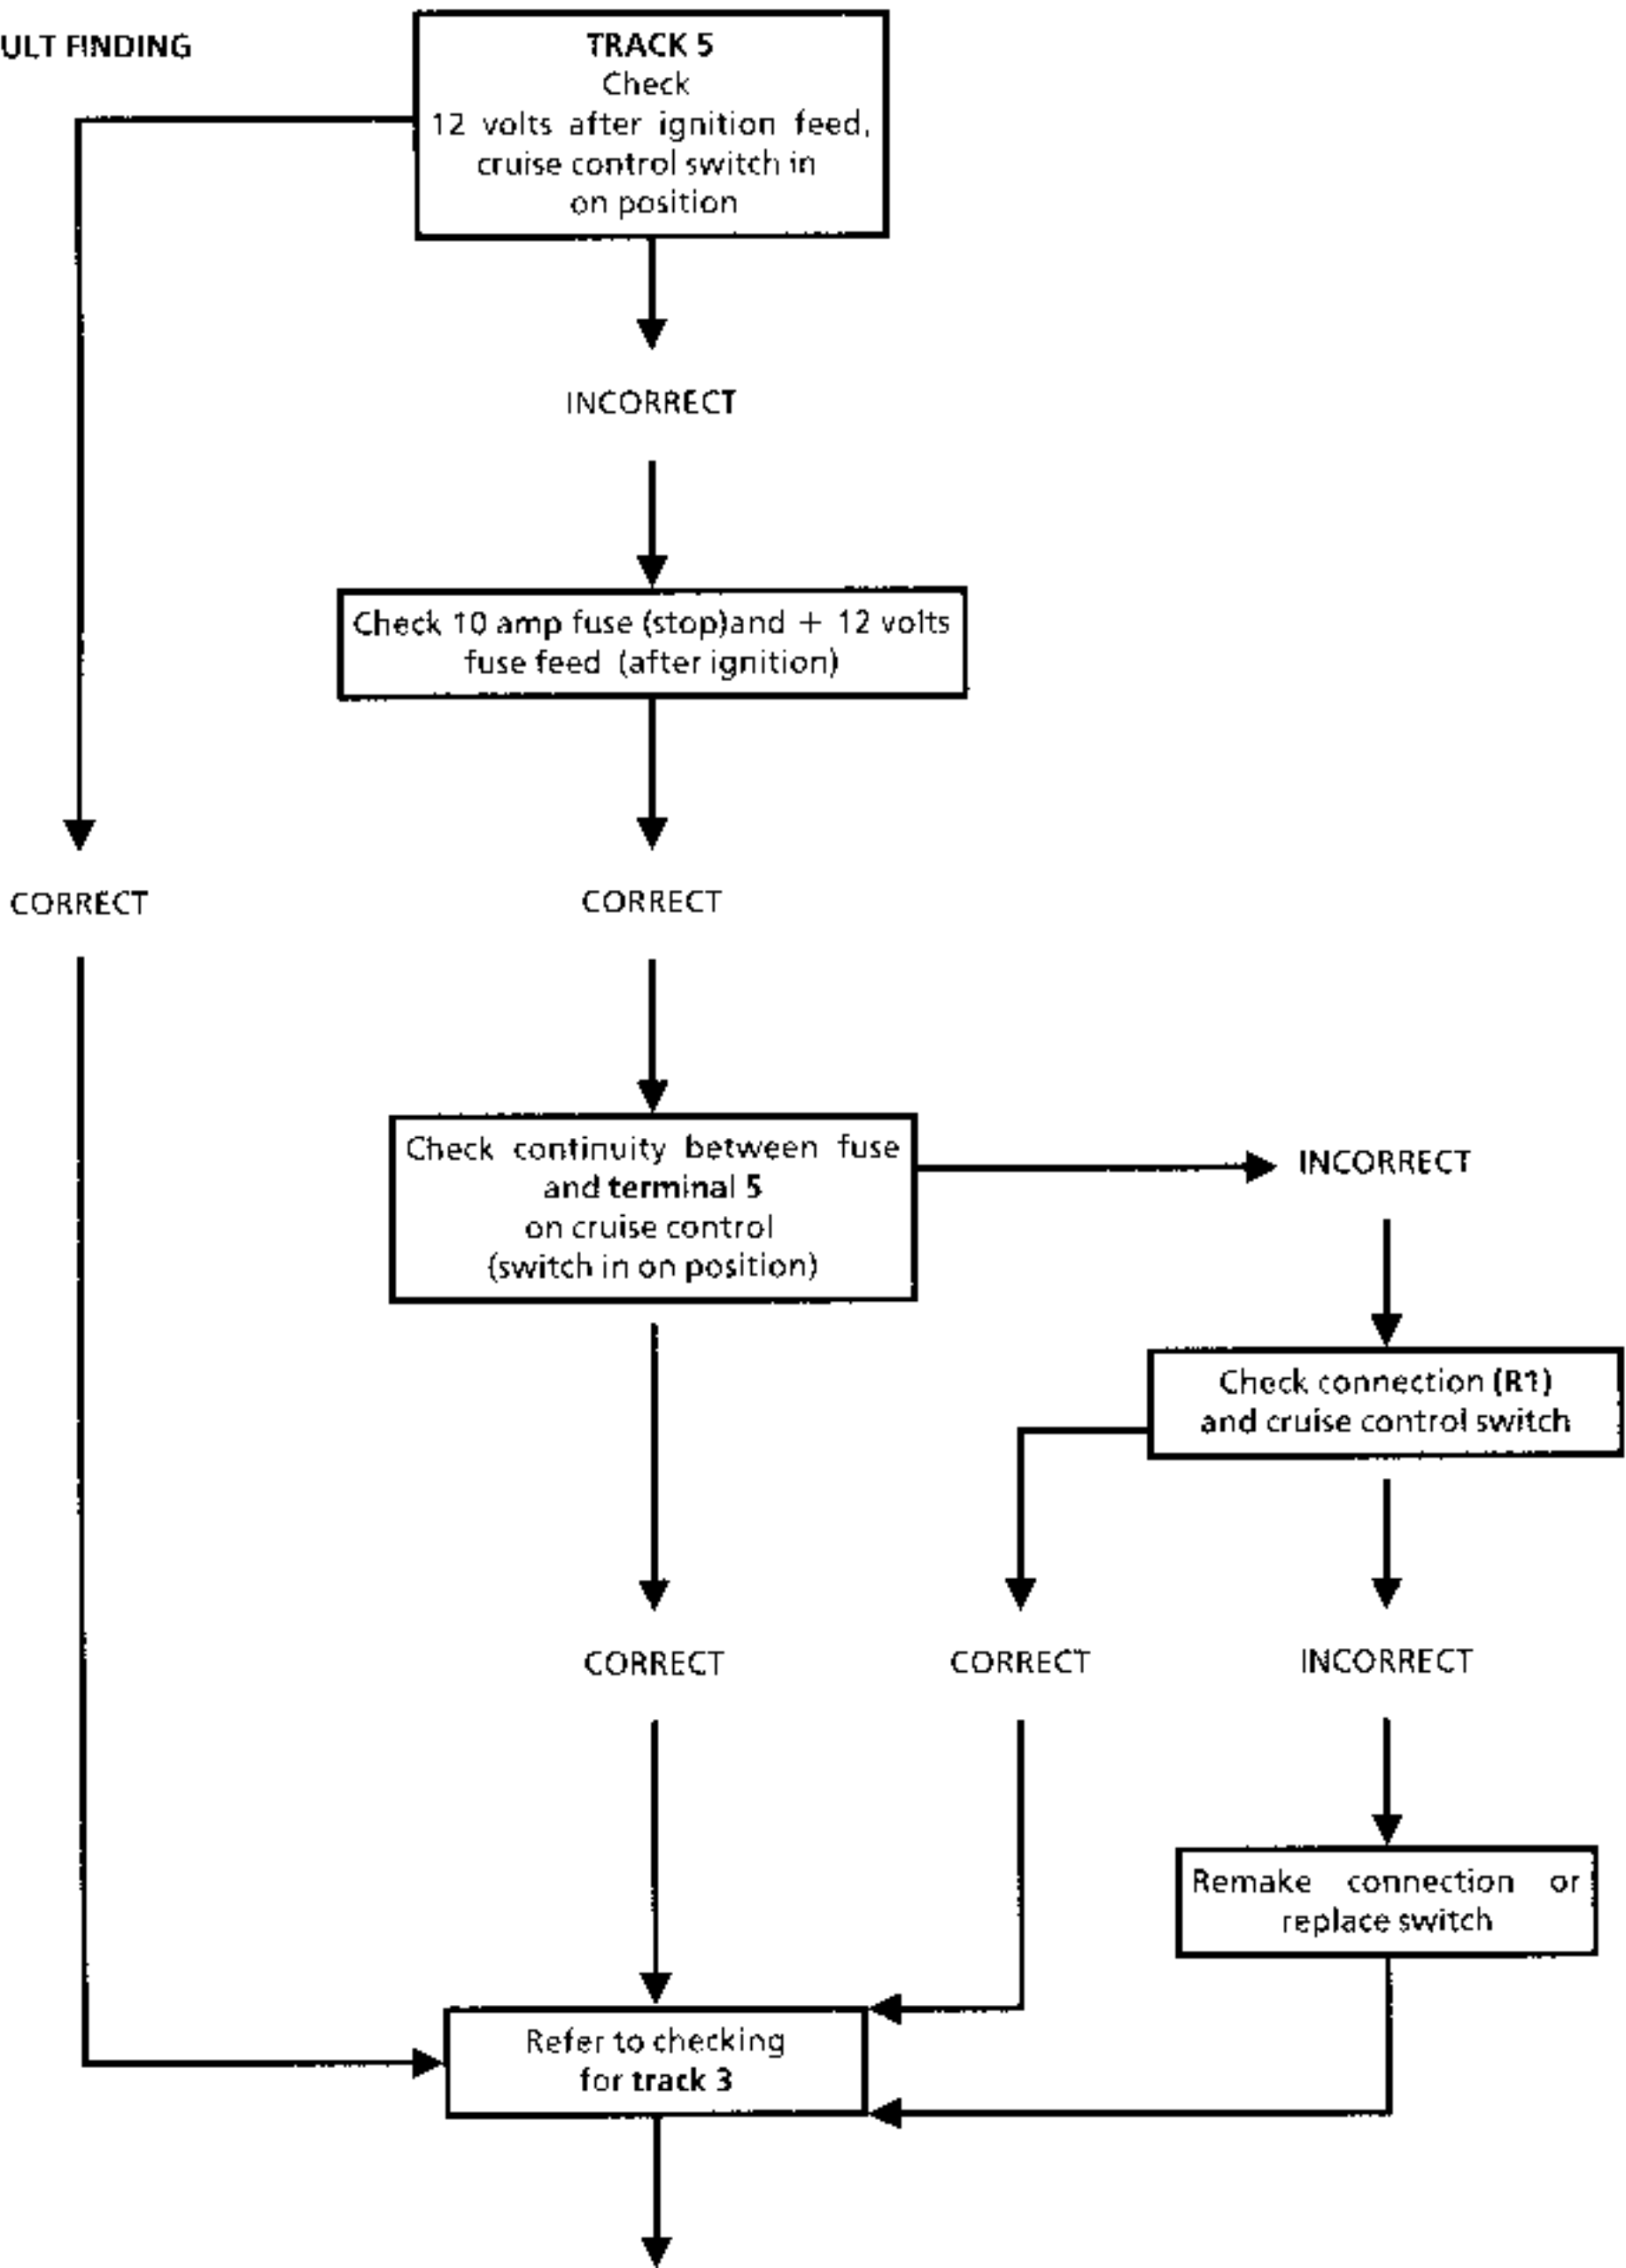 ULT FINDING
TRACK 5
Check
12 volts after ignition feed,
cruise control switch in
on position
INCORRECT
Check 10 amp fuse (stop)and + 12 volts
fuse feed (after ignition)
CORRECT
CORRECT
Check continuity between fuse
and terminal 5
on cruise control
(switch in on position)
INCORRECT
Check connection (R1)
and cruise control switch
CORRECT
CORRECT
INCORRECT
Remake connection or
replace switch
Refer to checking
for track 3